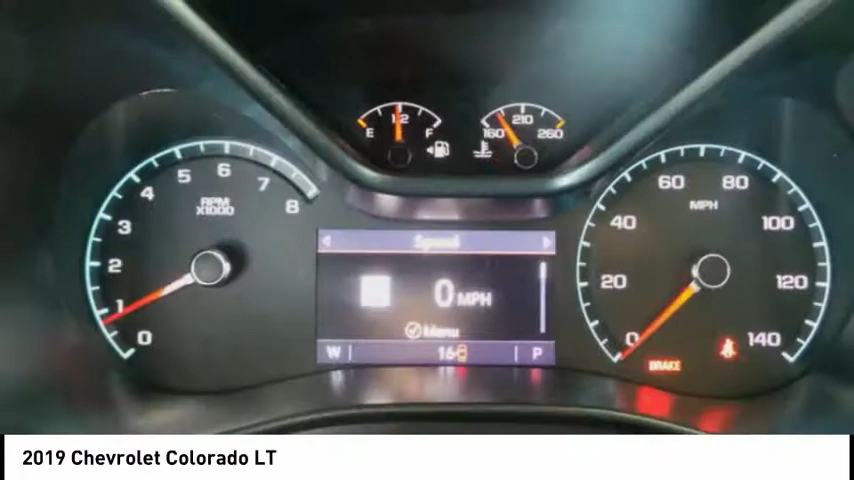 E 1/2 F
160 210 260
4 5 6 7 8
RPM
X1000
3
2
1
0
Speed
0 MPH
Menu
W P
60 80
MPH
40 100
20 120
0 140
BRAKE
2019 Chevrolet Colorado LT